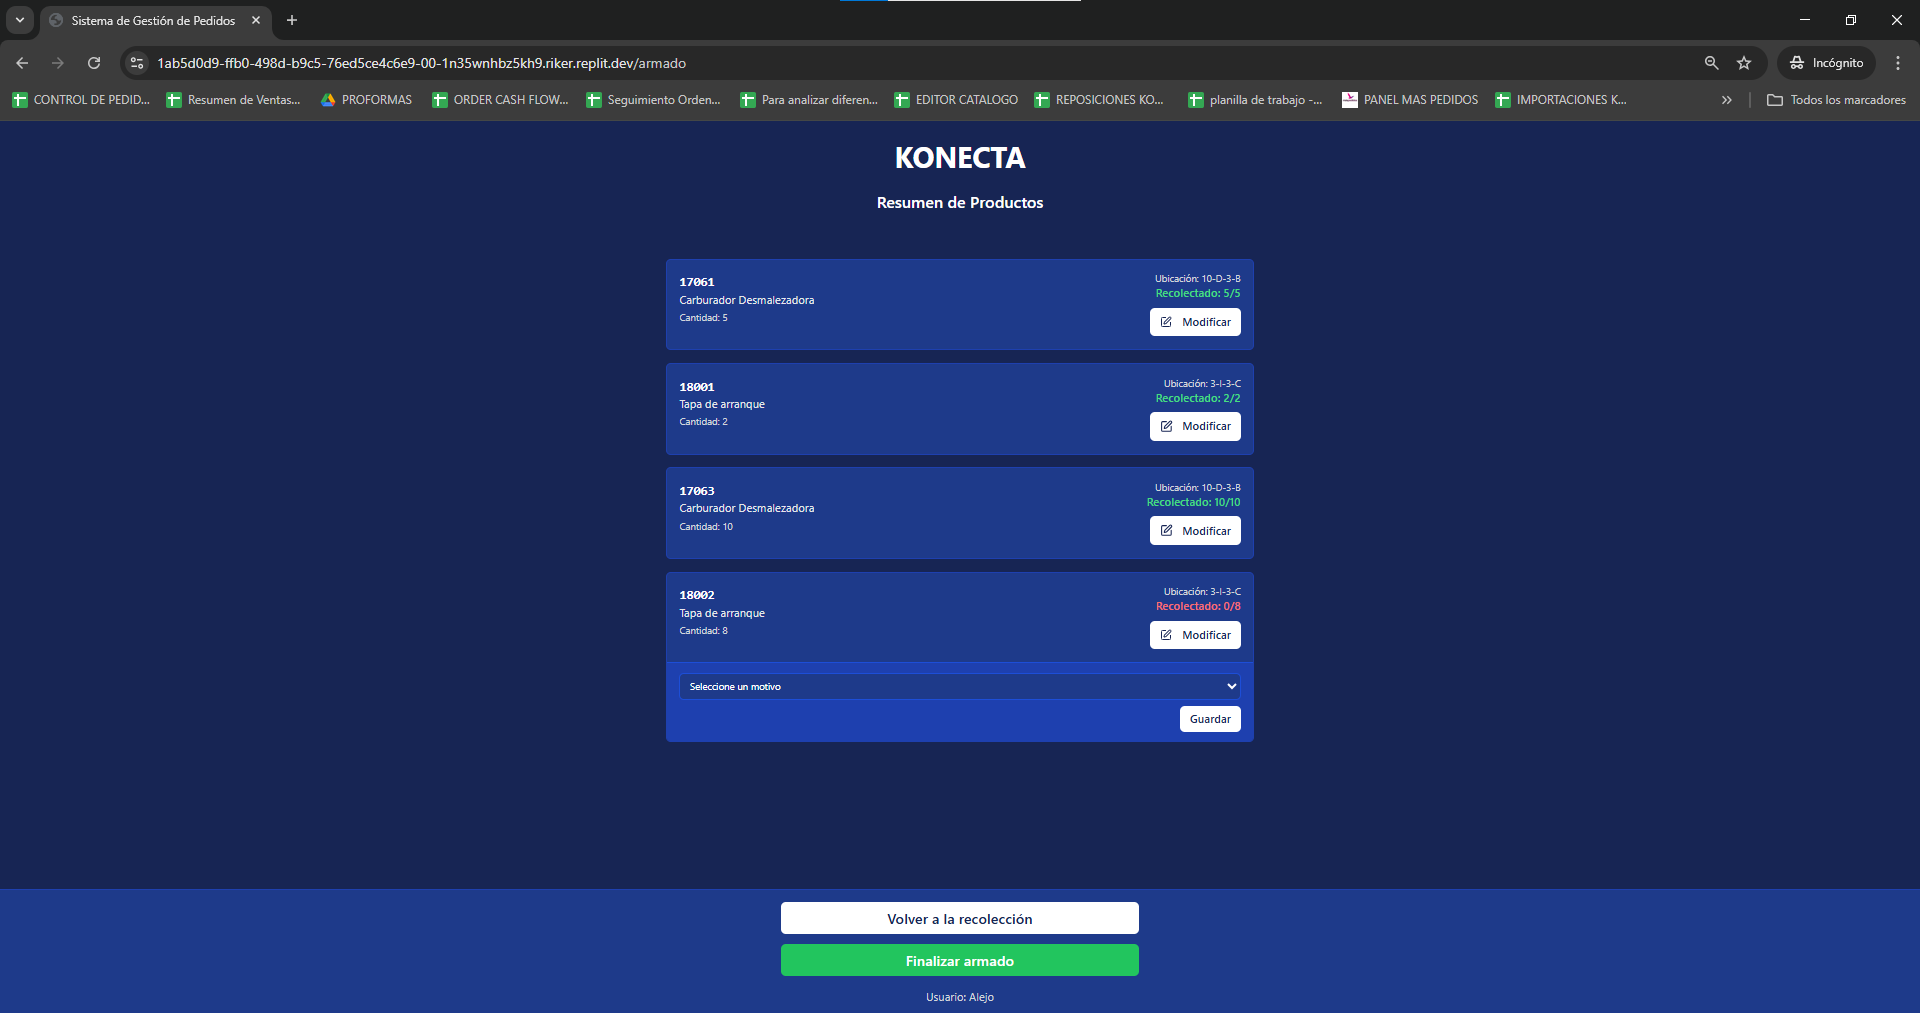 Sistema de Gestión de Pedidos
1ab5d0d9-ffb0-498d-b9c5-76ed5ce4c6e9-00-1n35wnhbz5kh9.riker.replit.dev/armado
Incógnito
CONTROL DE PEDID...
Resumen de Ventas...
PROFORMAS
ORDER CASH FLOW...
Seguimiento Orden...
Para analizar diferen...
EDITOR CATALOGO
REPOSICIONES KO...
planilla de trabajo -...
PANEL MAS PEDIDOS
IMPORTACIONES K...
Todos los marcadores
KONECTA
Resumen de Productos
17061
Carburador Desmalezadora
Cantidad: 5
Ubicación: 10-D-3-B
Recolectado: 5/5
Modificar
18001
Tapa de arranque
Cantidad: 2
Ubicación: 3-I-3-C
Recolectado: 2/2
Modificar
17063
Carburador Desmalezadora
Cantidad: 10
Ubicación: 10-D-3-B
Recolectado: 10/10
Modificar
18002
Tapa de arranque
Cantidad: 8
Ubicación: 3-I-3-C
Recolectado: 0/8
Modificar
Seleccione un motivo
Guardar
Volver a la recolección
Finalizar armado
Usuario: Alejo